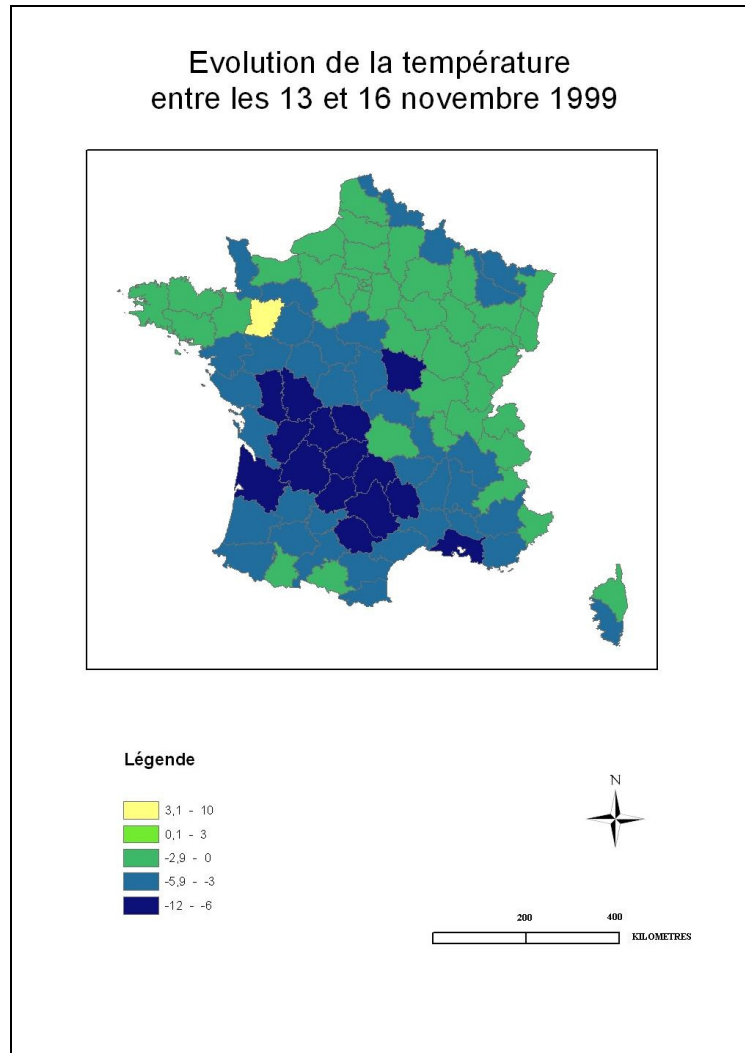 Evolution de la température
entre les 13 et 16 novembre 1999
Légende
3,1 - 10
0,1 - 3
-2,9 - 0
-5,9 - -3
-12 - -6
N
200 400
KILOMETRES